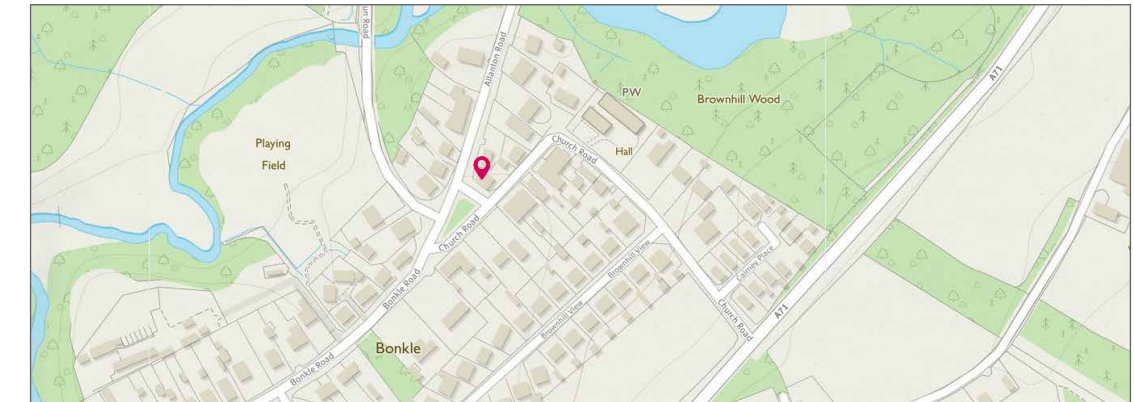 Allanton Road
A71
PW
Brownhill Wood
Playing
Field
Church Road
Hall
Church Road
Brownhill View
Cairney Place
Bonkle Road
Church Road
A71
Brownhill View
Bonkle
Bonkle Road